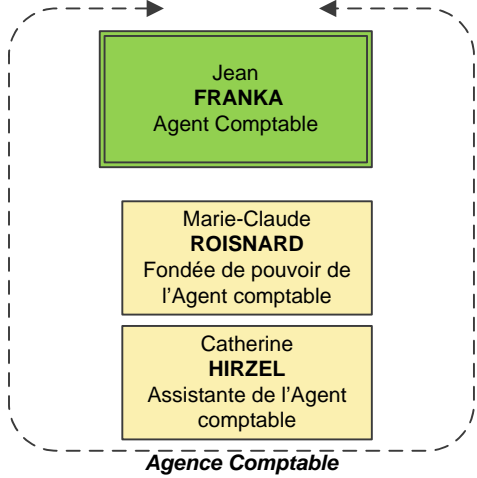 Jean
FRANKA
Agent Comptable
Marie-Claude
ROISNARD
Fondée de pouvoir de
l'Agent comptable
Catherine
HIRZEL
Assistante de l'Agent
comptable
Agence Comptable